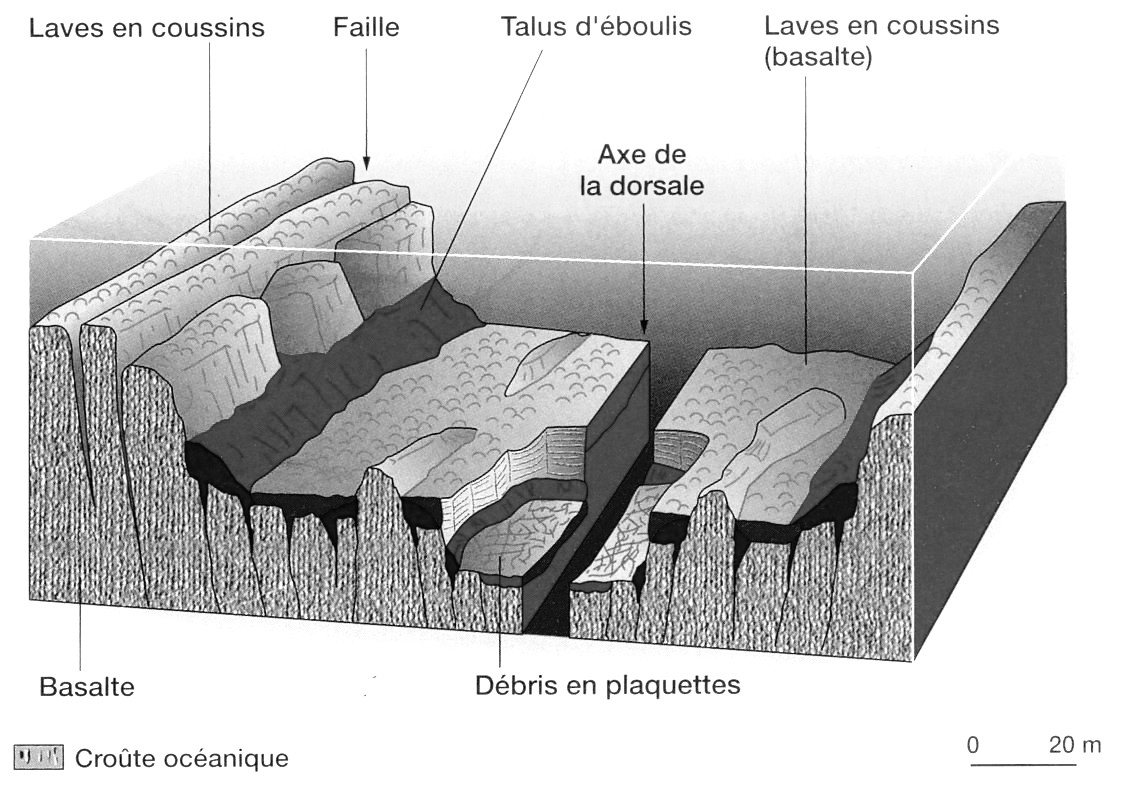 Laves en coussins
Faille
Talus d'éboulis
Laves en coussins
(basalte)
Axe de
la dorsale
Basalte
Débris en plaquettes
Croûte océanique
0 20 m